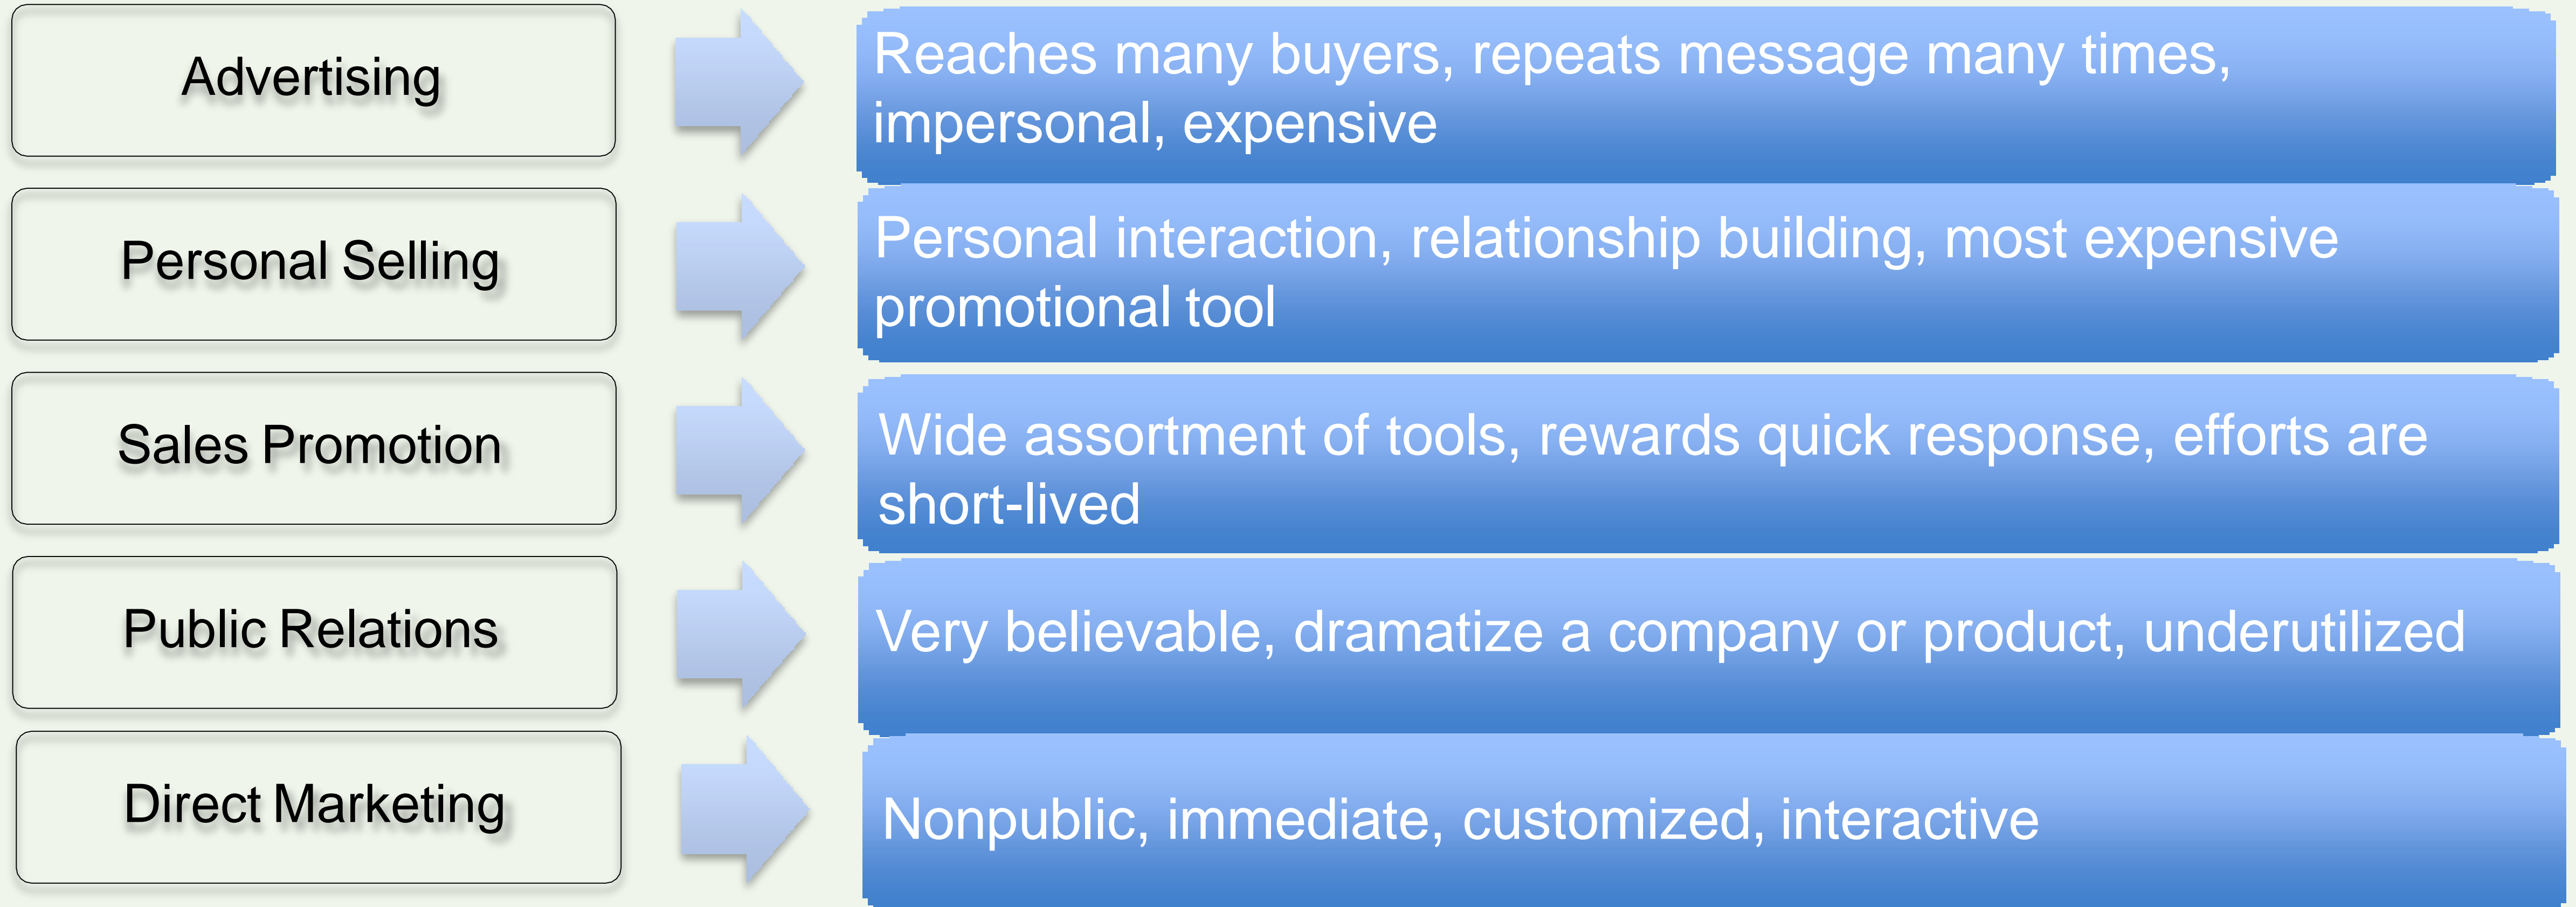 Advertising
Reaches many buyers, repeats message many times,
impersonal, expensive
Personal Selling
Personal interaction, relationship building, most expensive
promotional tool
Sales Promotion
Wide assortment of tools, rewards quick response, efforts are
short-lived
Public Relations
Very believable, dramatize a company or product, underutilized
Direct Marketing
Nonpublic, immediate, customized, interactive